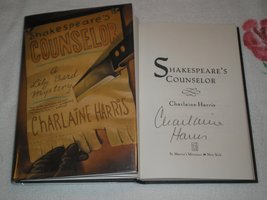 Shakespeare's
COUNSELOR
A
Lily Bard
Mystery
CHARLAINE HARRIS
SHAKESPEARE'S
COUNSELOR
Charlaine Harris
Charlaine
Harris
St. Martin's Minotaur New York